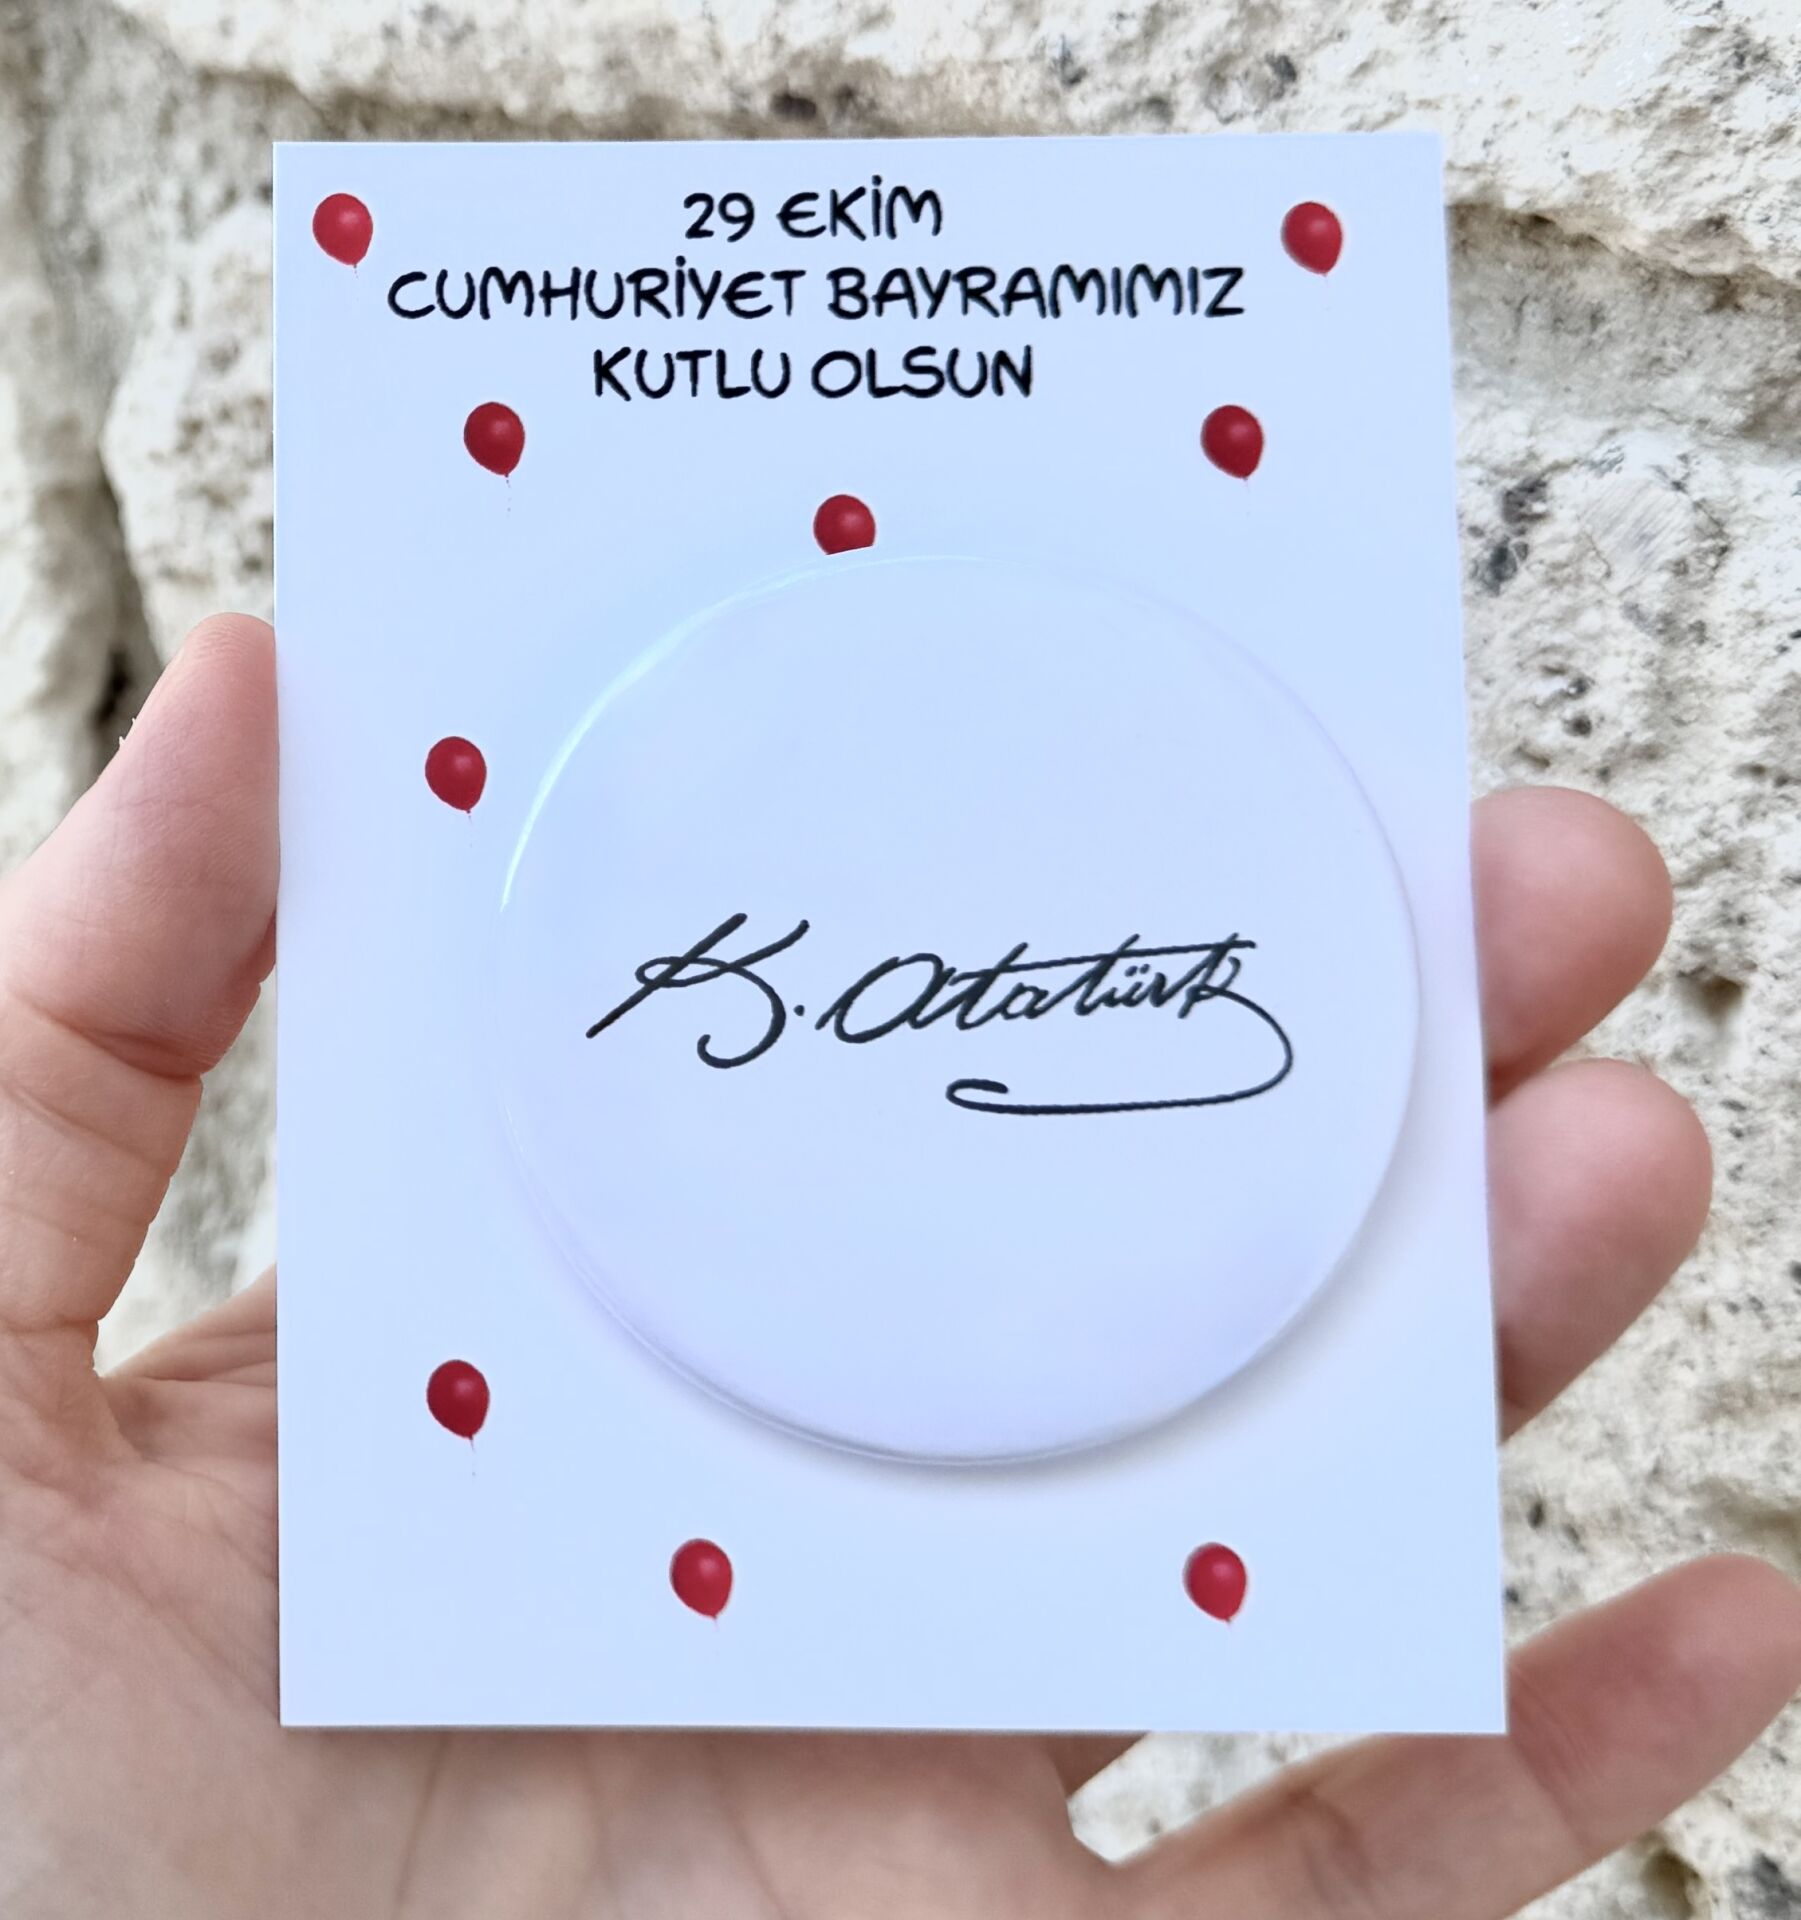 29 EKİM
CUMHURİYET BAYRAMIMIZ
KUTLU OLSUN
K. Atatürk